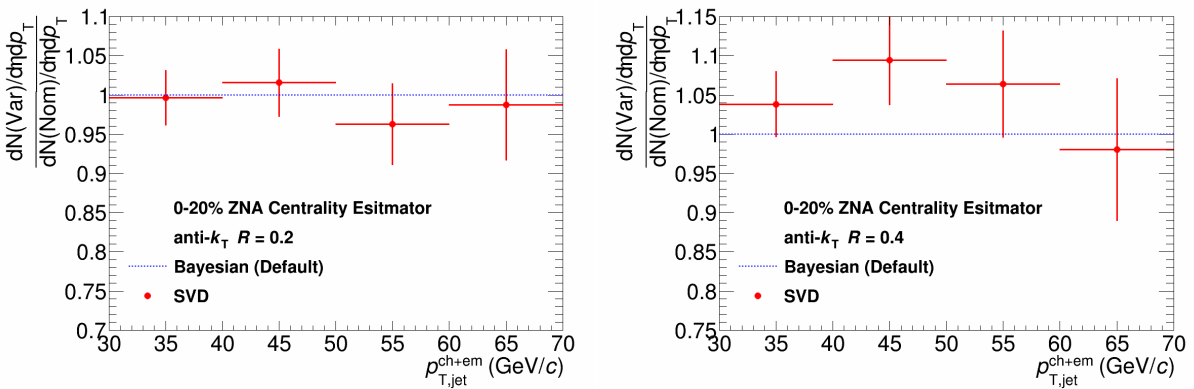 dN(Var)/dηdp_T
dN(Nom)/dηdp_T
1.1
1.05
1
0.95
0.9
0.85
0.8
0.75
0.7
0-20% ZNA Centrality Esitmator
anti-k_T R = 0.2
Bayesian (Default)
SVD
30 35 40 45 50 55 60 65 70
p_T,jet^ch+em (GeV/c)
dN(Var)/dηdp_T
dN(Nom)/dηdp_T
1.15
1.1
1.05
1
0.95
0.9
0.85
0.8
0.75
0-20% ZNA Centrality Esitmator
anti-k_T R = 0.4
Bayesian (Default)
SVD
30 35 40 45 50 55 60 65 70
p_T,jet^ch+em (GeV/c)